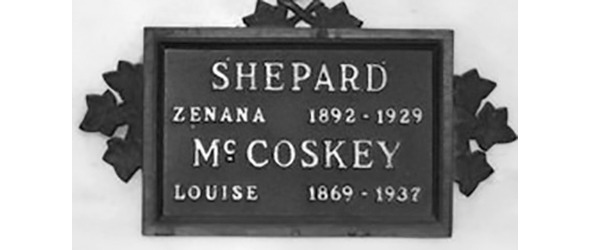 SHEPARD
ZENANA 1892 - 1929
McCOSKEY
LOUISE 1869 - 1937